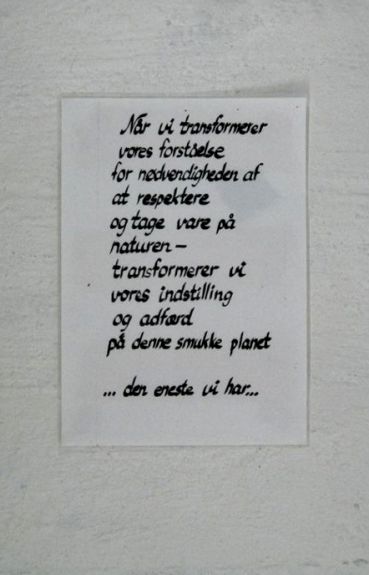 Når vi transformerer
vores forståelse
for nødvendigheden af
at respektere
og tage vare på
naturen –
transformerer vi
vores indstilling
og adfærd
på denne smukke planet
... den eneste vi har...